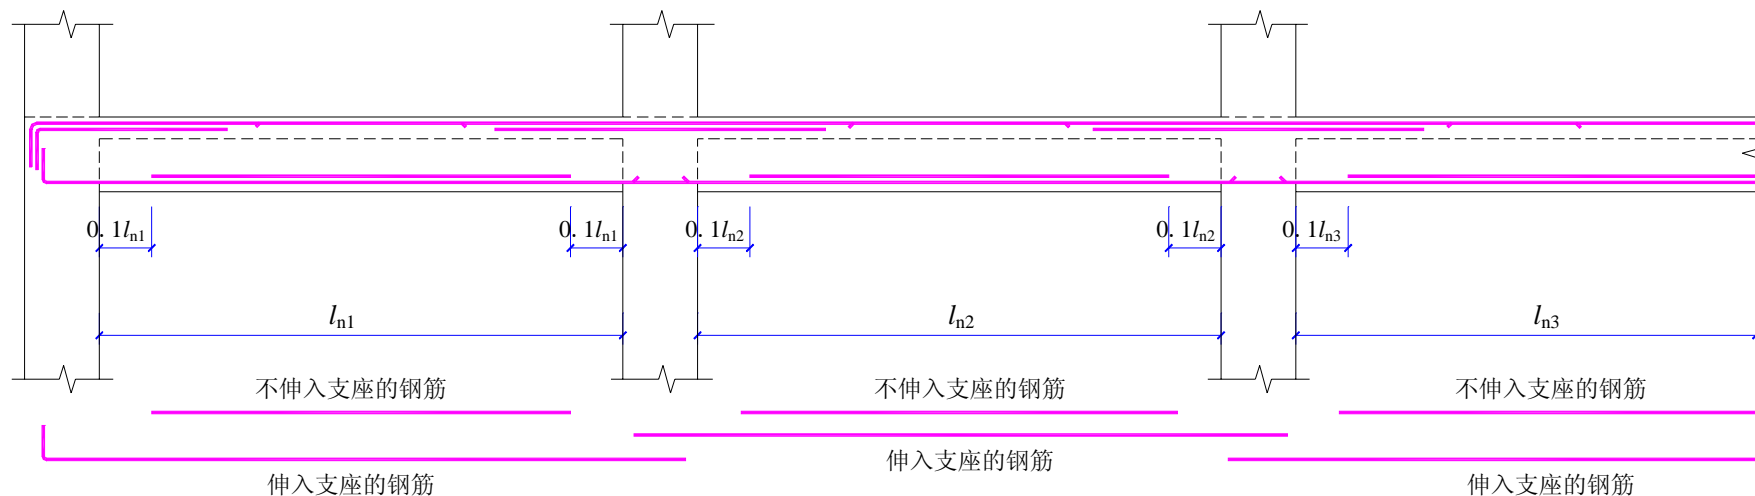 0.1ln1 0.1ln1 0.1ln2 0.1ln2 0.1ln3
ln1 ln2 ln3
不伸入支座的钢筋 不伸入支座的钢筋 不伸入支座的钢筋
伸入支座的钢筋 伸入支座的钢筋 伸入支座的钢筋